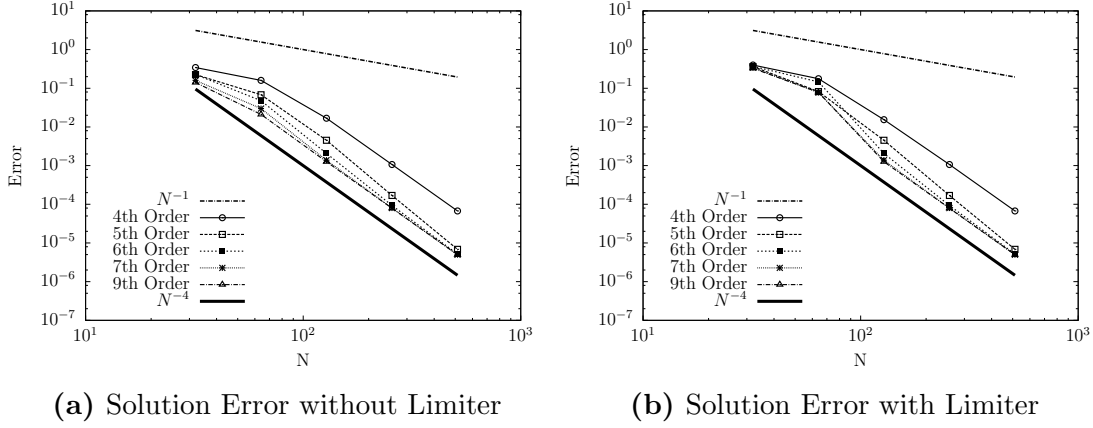 10^1
10^0
10^-1
10^-2
10^-3
10^-4
10^-5
10^-6
10^-7
Error
N^-1
4th Order
5th Order
6th Order
7th Order
9th Order
N^-4
10^1 10^2 10^3
N
(a) Solution Error without Limiter
10^1
10^0
10^-1
10^-2
10^-3
10^-4
10^-5
10^-6
10^-7
Error
N^-1
4th Order
5th Order
6th Order
7th Order
9th Order
N^-4
10^1 10^2 10^3
N
(b) Solution Error with Limiter